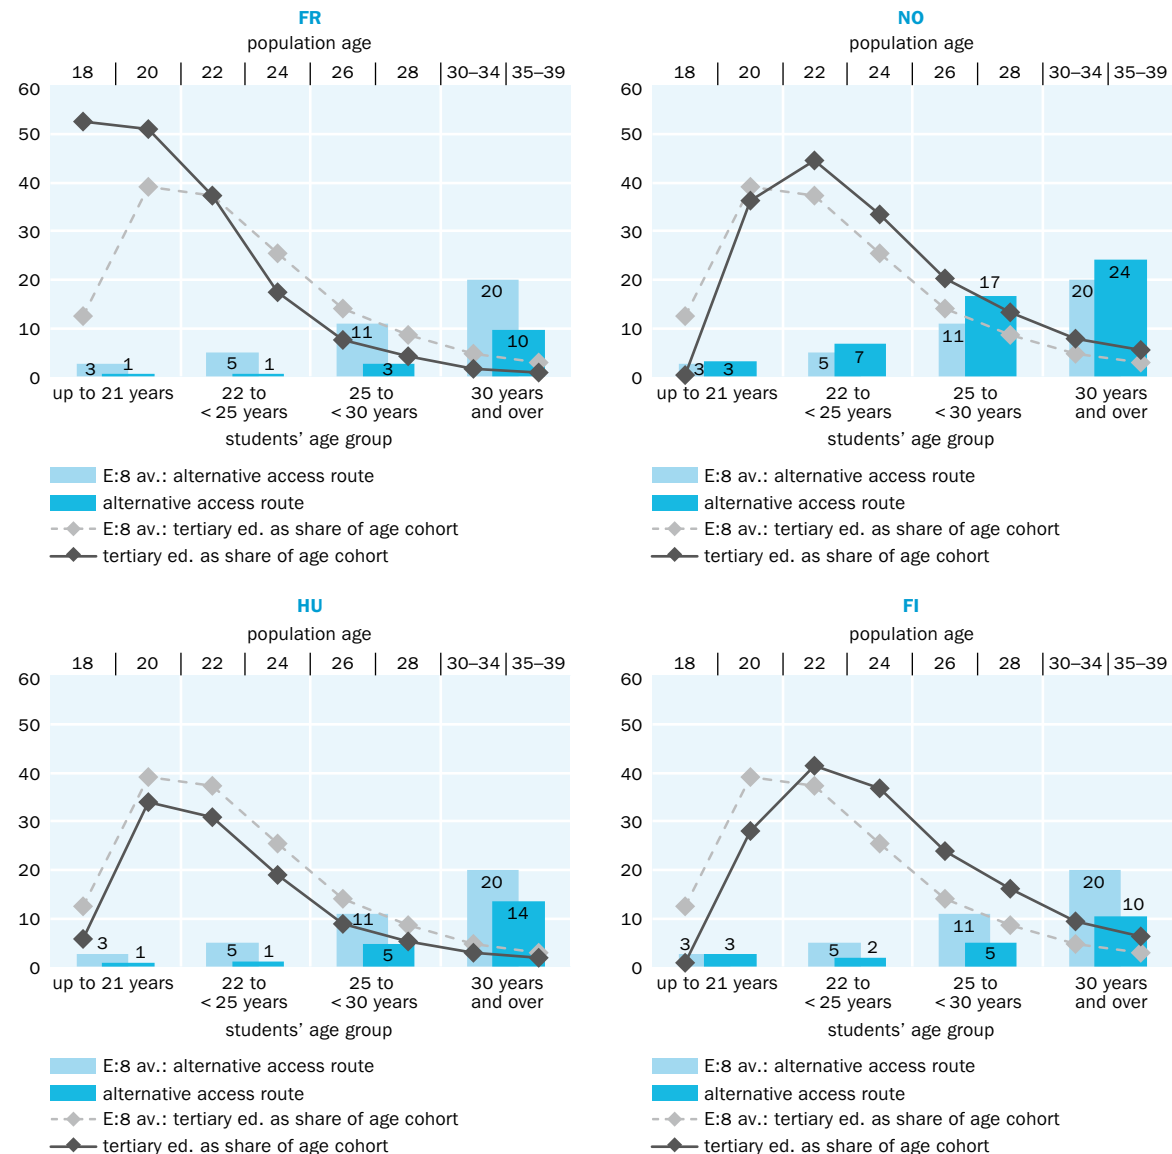 FR
population age
18 20 22 24 26 28 30–34 35–39
60
50
40
30
20
10
0
3 1 5 1 11 3 20 10
up to 21 years 22 to < 25 years 25 to < 30 years 30 years and over
students’ age group
E:8 av.: alternative access route
alternative access route
E:8 av.: tertiary ed. as share of age cohort
tertiary ed. as share of age cohort
NO
population age
18 20 22 24 26 28 30–34 35–39
60
50
40
30
20
10
0
3 3 5 7 11 17 20 24
up to 21 years 22 to < 25 years 25 to < 30 years 30 years and over
students’ age group
E:8 av.: alternative access route
alternative access route
E:8 av.: tertiary ed. as share of age cohort
tertiary ed. as share of age cohort
HU
population age
18 20 22 24 26 28 30–34 35–39
60
50
40
30
20
10
0
3 1 5 1 11 5 20 14
up to 21 years 22 to < 25 years 25 to < 30 years 30 years and over
students’ age group
E:8 av.: alternative access route
alternative access route
E:8 av.: tertiary ed. as share of age cohort
tertiary ed. as share of age cohort
FI
population age
18 20 22 24 26 28 30–34 35–39
60
50
40
30
20
10
0
3 3 5 2 11 5 20 10
up to 21 years 22 to < 25 years 25 to < 30 years 30 years and over
students’ age group
E:8 av.: alternative access route
alternative access route
E:8 av.: tertiary ed. as share of age cohort
tertiary ed. as share of age cohort